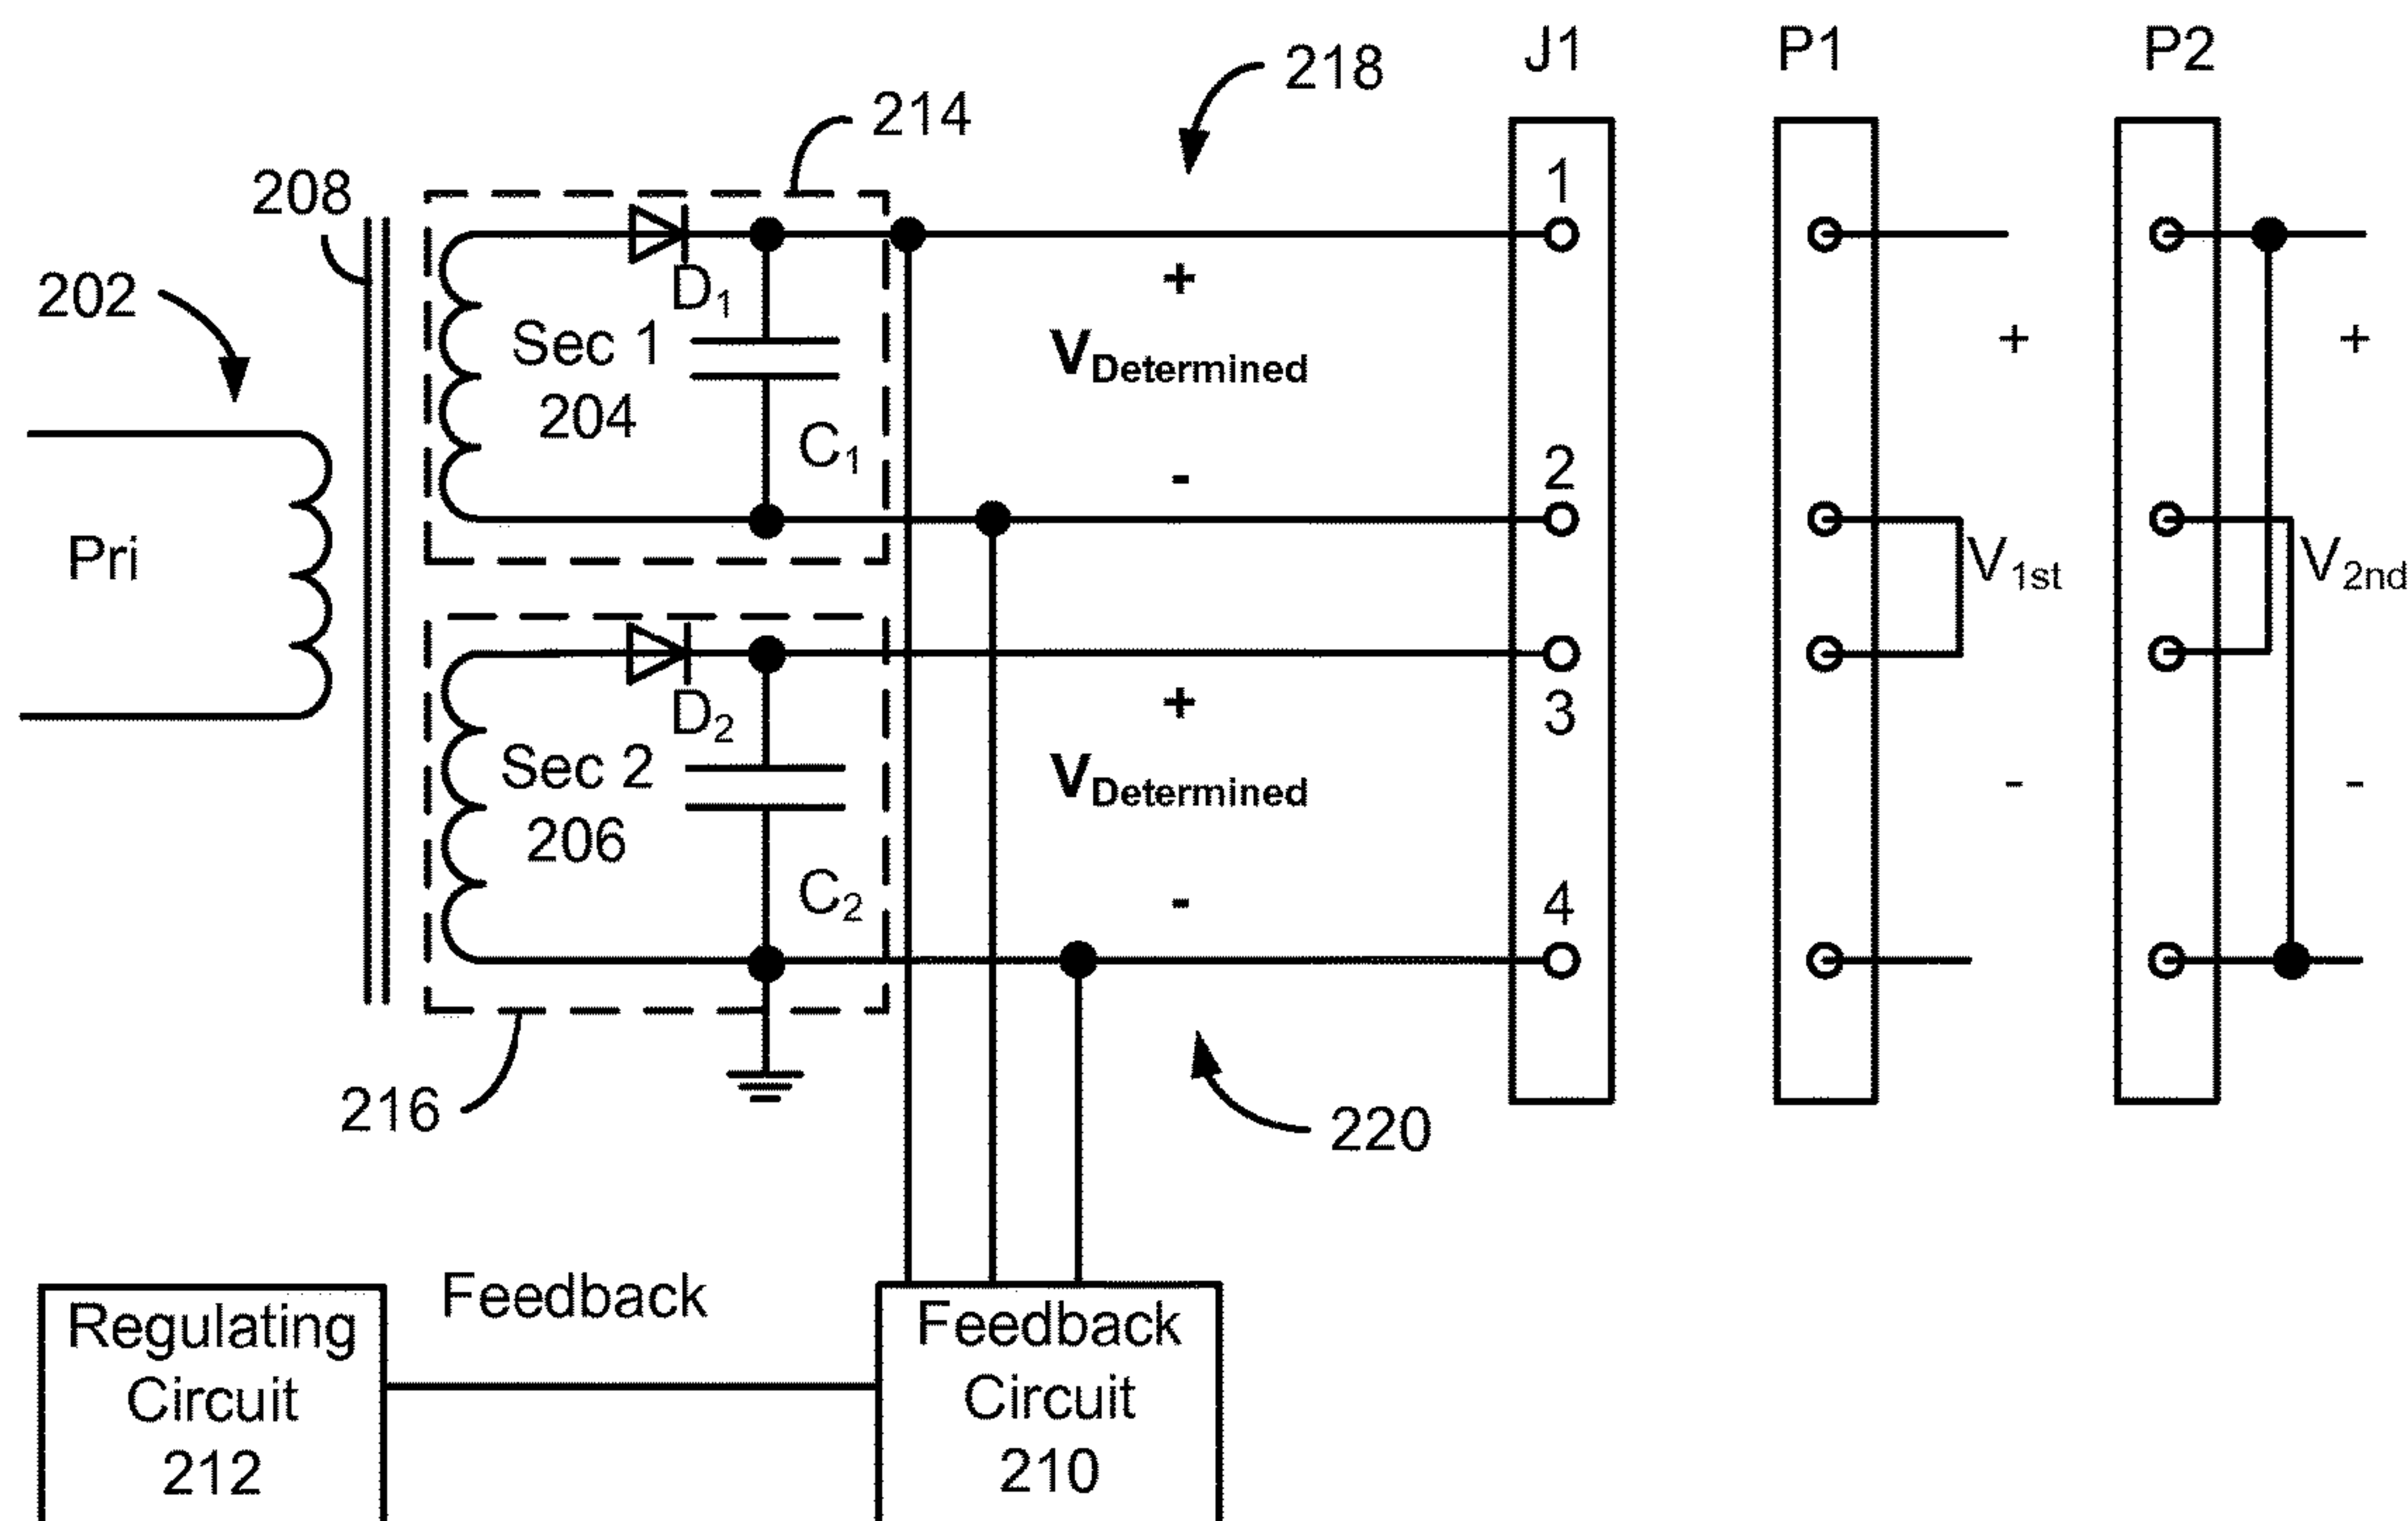 J1
P1
P2
218
214
208
202
1
D1
+
Sec 1
204
VDetermined
+
+
C1
-
2
Pri
V1st
V2nd
D2
+
3
Sec 2
206
VDetermined
-
-
C2
-
4
216
220
Feedback
Regulating
Circuit
212
Feedback
Circuit
210